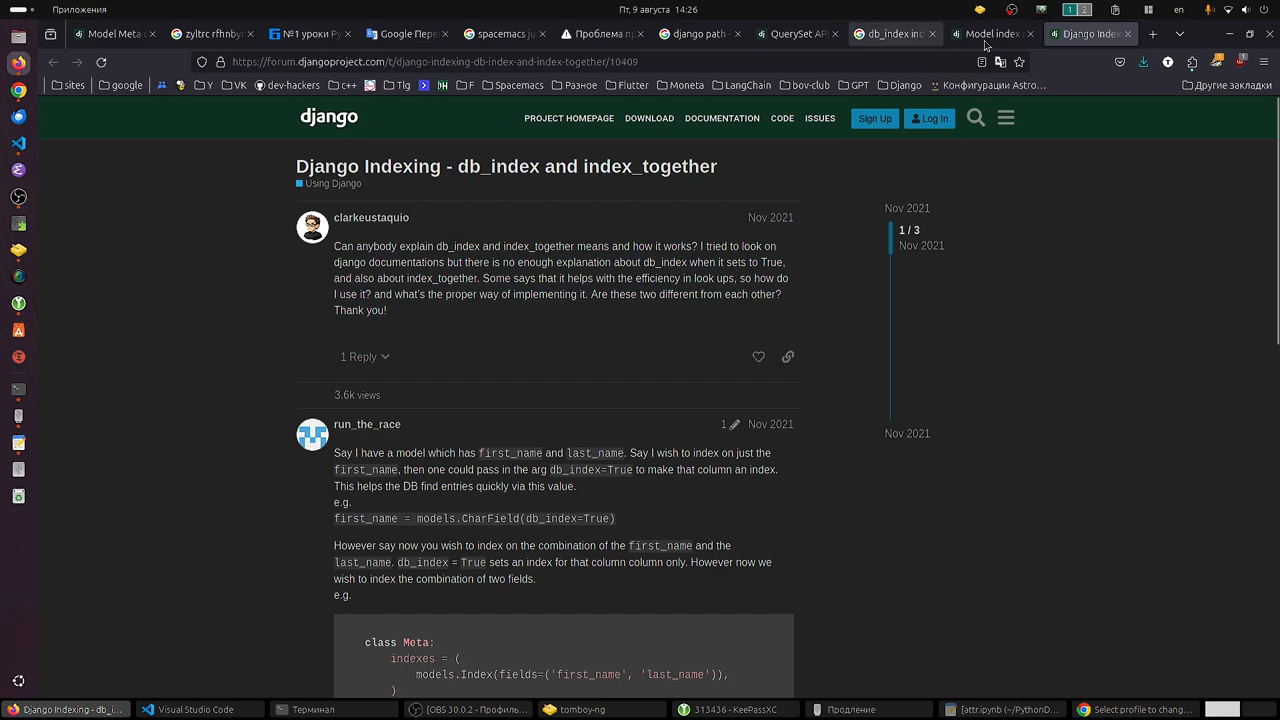 Приложения
Пт, 9 августа 14:26
1 2
en
Model Meta
zyltrc rfhnby
№1 уроки Ру
Google Пере
spacemacs ju
Проблема п
django path
QuerySet AP
db_index inc
Model index
Django Index
https://forum.djangoproject.com/t/django-indexing-db-index-and-index-together/10409
sites
google
Y
VK
dev-hackers
c++
Tlg
H
F
Spacemacs
Разное
Flutter
Moneta
LangChain
bov-club
GPT
Django
Конфигурации Astro…
Другие закладки
django
PROJECT HOMEPAGE
DOWNLOAD
DOCUMENTATION
CODE
ISSUES
Sign Up
Log In
Django Indexing - db_index and index_together
Using Django
clarkeustaquio
Nov 2021
Can anybody explain db_index and index_together means and how it works? I tried to look on
django documentations but there is no enough explanation about db_index when it sets to True,
and also about index_together. Some says that it helps with the efficiency in look ups, so how do
I use it? and what's the proper way of implementing it. Are these two different from each other?
Thank you!
1 Reply
3.6k views
Nov 2021
1 / 3
Nov 2021
Nov 2021
run_the_race
1
Nov 2021
Say I have a model which has first_name and last_name. Say I wish to index on just the
first_name, then one could pass in the arg db_index=True to make that column an index.
This helps the DB find entries quickly via this value.
e.g.
first_name = models.CharField(db_index=True)
However say now you wish to index on the combination of the first_name and the
last_name. db_index = True sets an index for that column column only. However now we
wish to index the combination of two fields.
e.g.
class Meta:
indexes = (
models.Index(fields=('first_name', 'last_name')),
)
Django Indexing - db_i…
Visual Studio Code
Терминал
[OBS 30.0.2 - Профиль…
tomboy-ng
313436 - KeePassXC
Продление
[attr.ipynb (~/PythonD…
Select profile to chang…